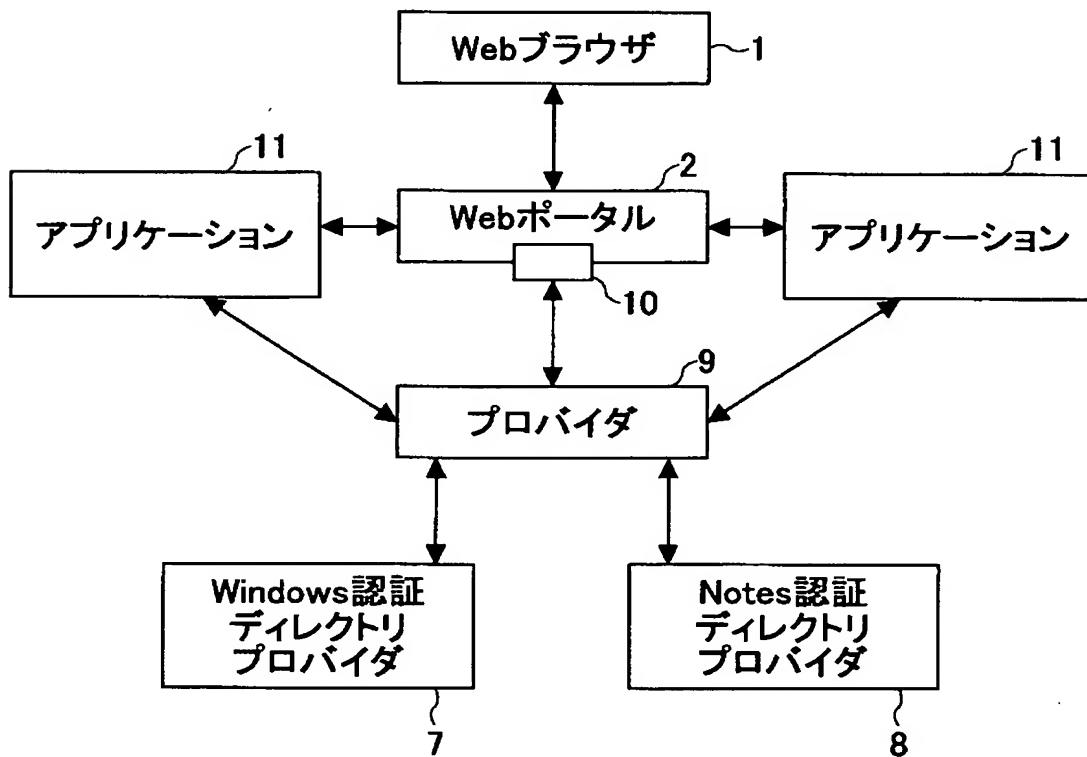 Webブラウザ
1
11
2
11
アプリケーション
Webポータル
アプリケーション
10
9
プロバイダ
Windows認証
ディレクトリ
プロバイダ
Notes認証
ディレクトリ
プロバイダ
7
8